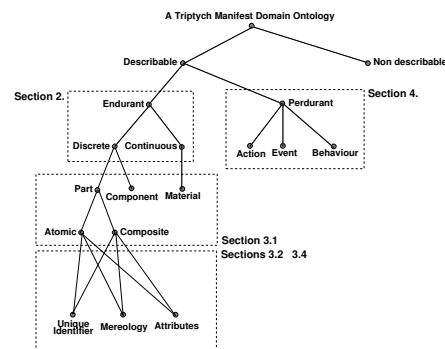 A Triptych Manifest Domain Ontology
Describable
Non describable
Section 2.
Endurant
Perdurant
Section 4.
Discrete
Continuous
Action
Event
Behaviour
Part
Component
Material
Atomic
Composite
Section 3.1
Sections 3.2 3.4
Unique
Identifier
Mereology
Attributes